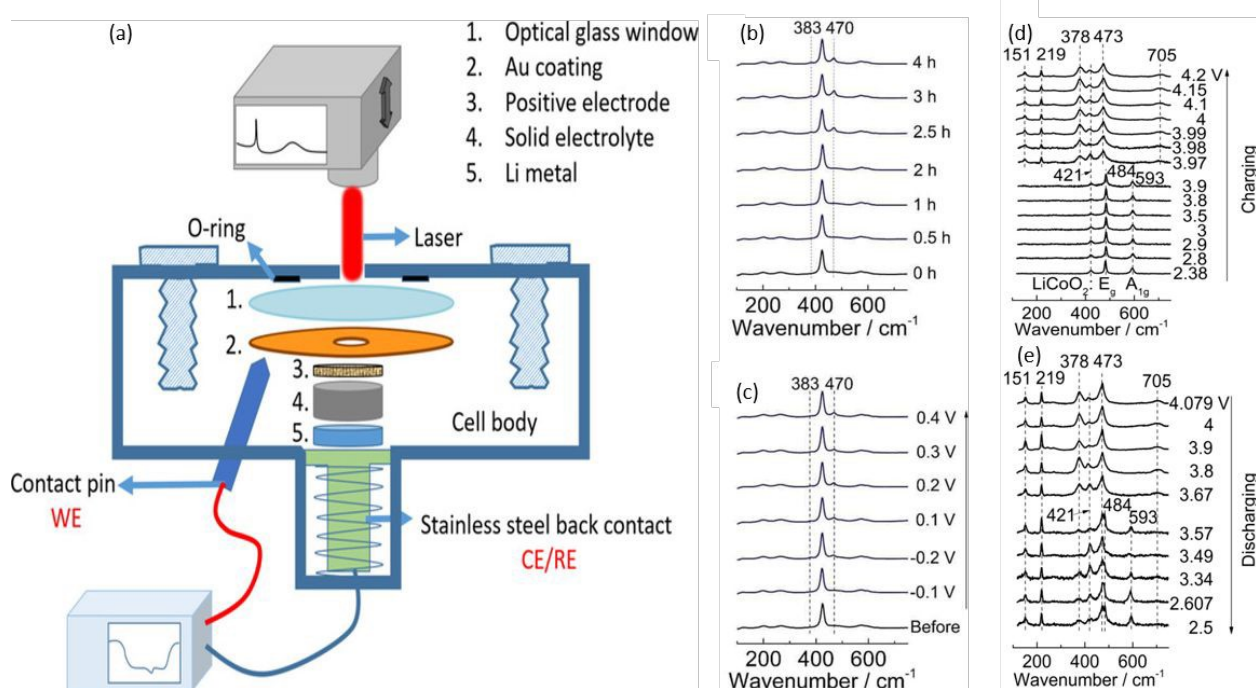 (a)
1. Optical glass window
2. Au coating
3. Positive electrode
4. Solid electrolyte
5. Li metal
O-ring
Laser
1.
2.
3.
4.
5.
Cell body
Contact pin
WE
Stainless steel back contact
CE/RE
(b)
383 470
4 h
3 h
2.5 h
2 h
1 h
0.5 h
0 h
200 400 600
Wavenumber / cm⁻¹
(c)
383 470
0.4 V
0.3 V
0.2 V
0.1 V
-0.2 V
-0.1 V
Before
200 400 600
Wavenumber / cm⁻¹
(d)
378 473
151 219 705
4.2 V
4.15
4.1
4
3.99
3.98
3.97
421 484 593
3.9
3.8
3.5
3
2.9
2.8
2.38
Charging
LiCoO₂: E_g A_1g
200 400 600
Wavenumber / cm⁻¹
(e)
378 473
151 219 705
4.079 V
4
3.9
3.8
3.67
421 484 593
3.57
3.49
3.34
2.607
2.5
Discharging
200 400 600
Wavenumber / cm⁻¹